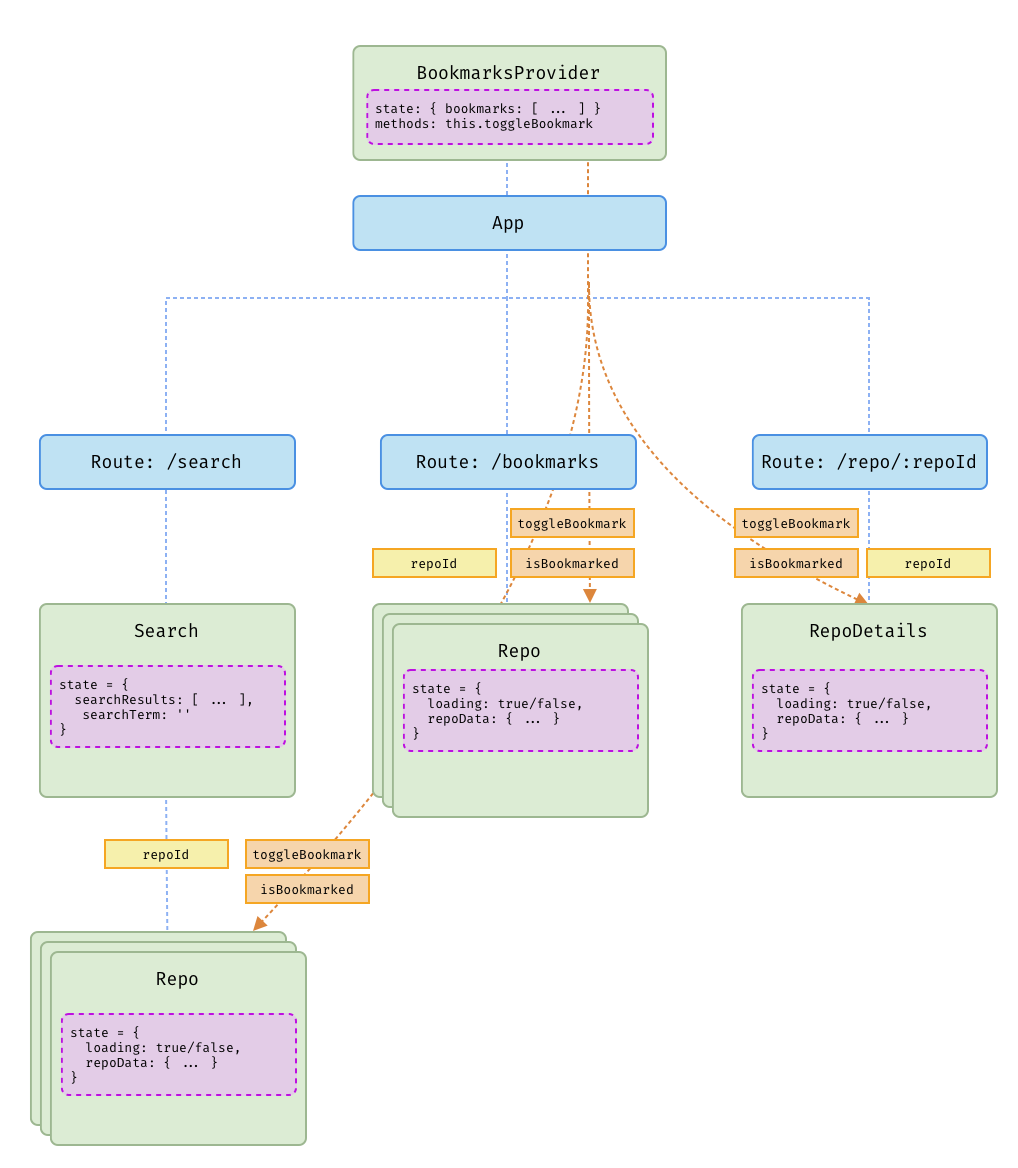 BookmarksProvider
state: { bookmarks: [ ... ] }
methods: this.toggleBookmark
App
Route: /search
Route: /bookmarks
Route: /repo/:repoId
toggleBookmark
toggleBookmark
repoId
isBookmarked
isBookmarked
repoId
Search
state = {
searchResults: [ ... ],
searchTerm: ''
}
Repo
state = {
loading: true/false,
repoData: { ... }
}
RepoDetails
state = {
loading: true/false,
repoData: { ... }
}
repoId
toggleBookmark
isBookmarked
Repo
state = {
loading: true/false,
repoData: { ... }
}